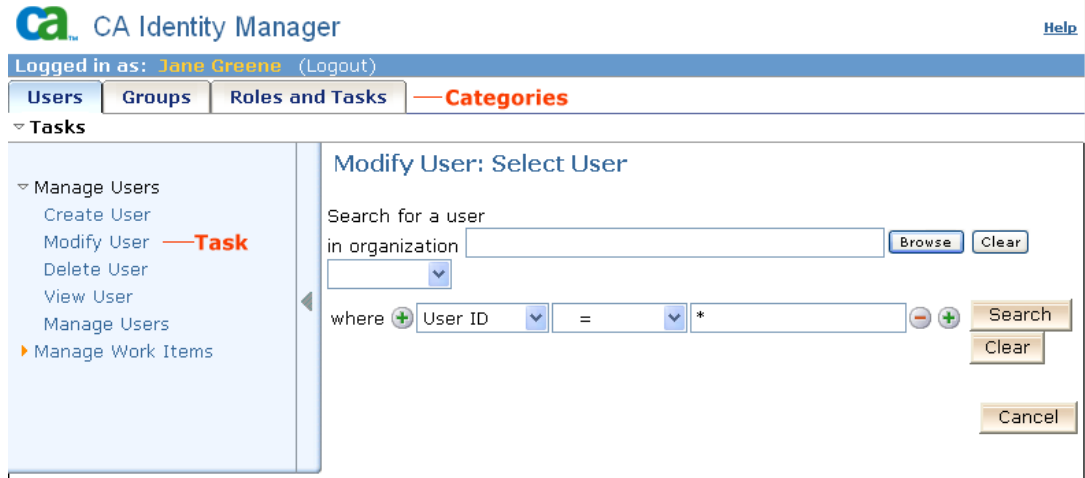 ca™ CA Identity Manager
Help
Logged in as: Jane Greene (Logout)
Users Groups Roles and Tasks Categories
Tasks
Modify User: Select User
Manage Users
Create User
Modify User Task
Delete User
View User
Manage Users
Manage Work Items
Search for a user
in organization Browse Clear
where User ID = * Search
Clear
Cancel